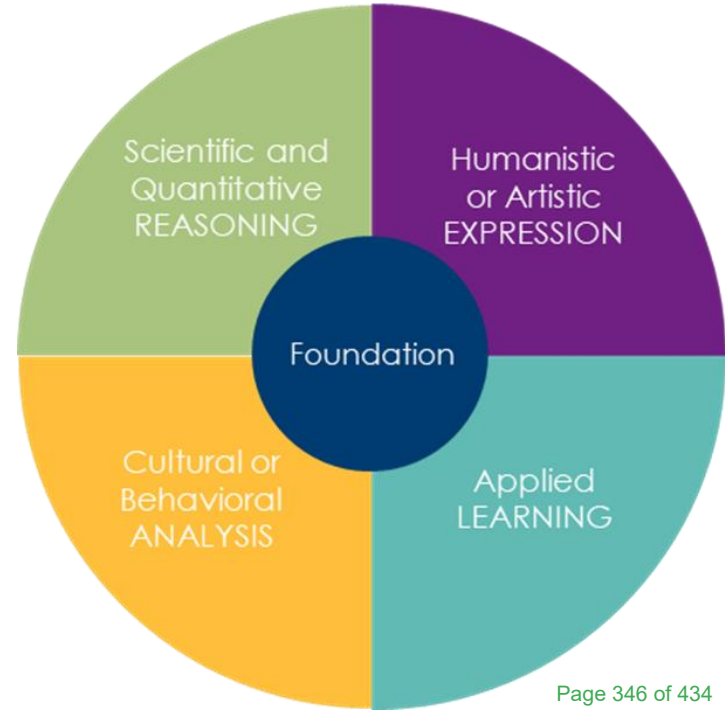 Scientific and
Quantitative
REASONING
Humanistic
or Artistic
EXPRESSION
Foundation
Cultural or
Behavioral
ANALYSIS
Applied
LEARNING
Page 346 of 434